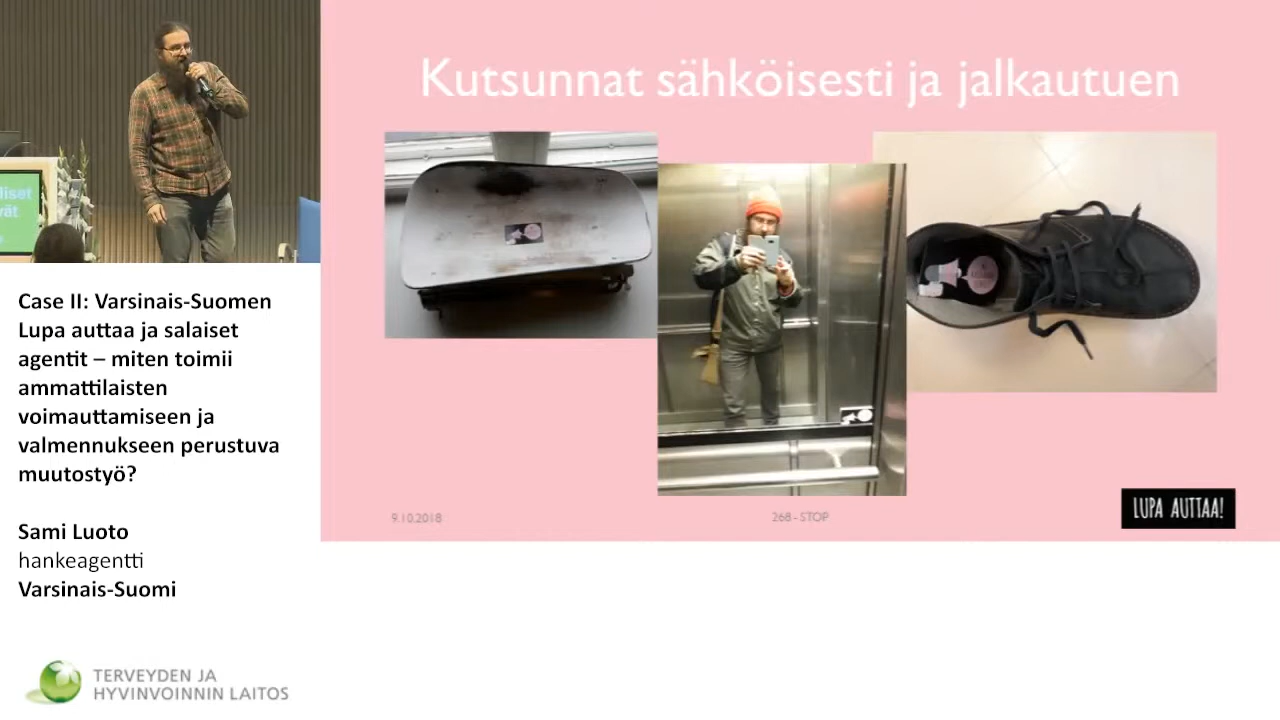 Kutsunnat sähköisesti ja jalkautuen
9.10.2018
268 - STOP
LUPA AUTTAA!
Case II: Varsinais-Suomen
Lupa auttaa ja salaiset
agentit – miten toimii
ammattilaisten
voimauttamiseen ja
valmennukseen perustuva
muutostyö?
Sami Luoto
hankeagentti
Varsinais-Suomi
TERVEYDEN JA
HYVINVOINNIN LAITOS